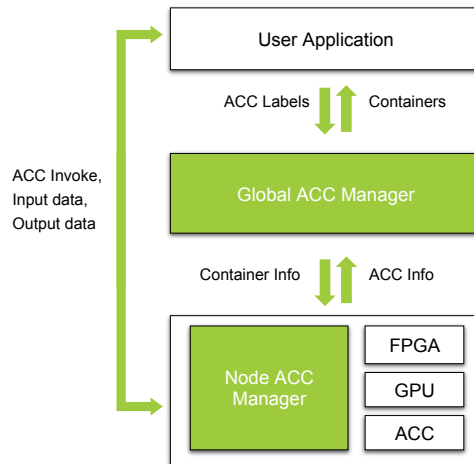 User Application
ACC Labels
Containers
ACC Invoke,
Input data,
Output data
Global ACC Manager
Container Info
ACC Info
Node ACC
Manager
FPGA
GPU
ACC